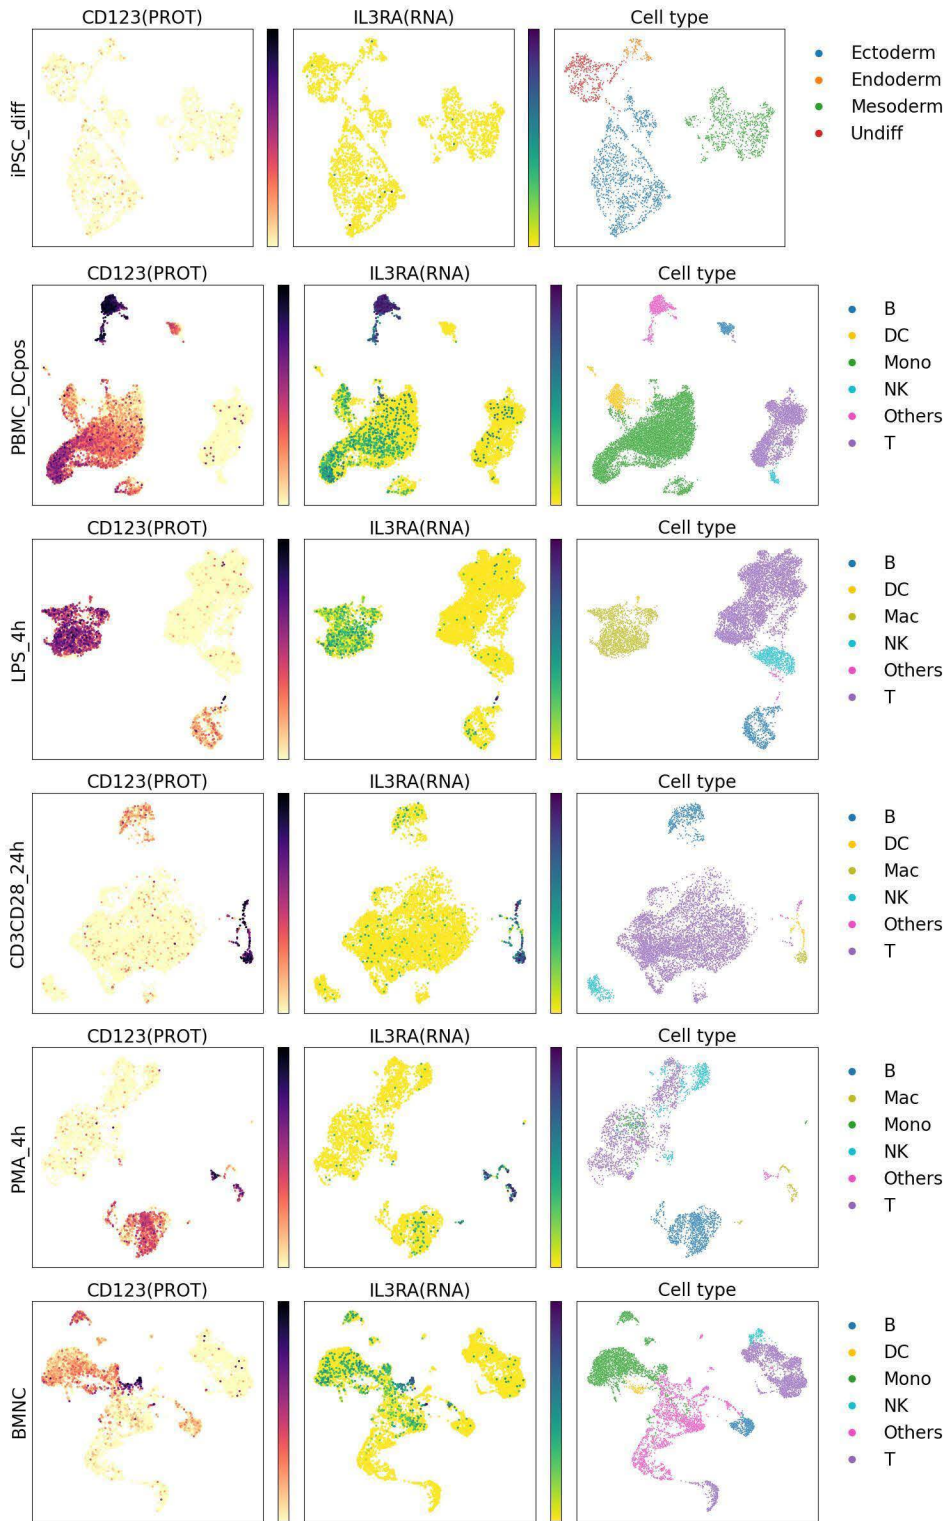 CD123(PROT) IL3RA(RNA) Cell type
iPSC_diff
Ectoderm
Endoderm
Mesoderm
Undiff
CD123(PROT) IL3RA(RNA) Cell type
PBMC_DCpos
B
DC
Mono
NK
Others
T
CD123(PROT) IL3RA(RNA) Cell type
LPS_4h
B
DC
Mac
NK
Others
T
CD123(PROT) IL3RA(RNA) Cell type
CD3CD28_24h
B
DC
Mac
NK
Others
T
CD123(PROT) IL3RA(RNA) Cell type
PMA_4h
B
Mac
Mono
NK
Others
T
CD123(PROT) IL3RA(RNA) Cell type
BMNC
B
DC
Mono
NK
Others
T